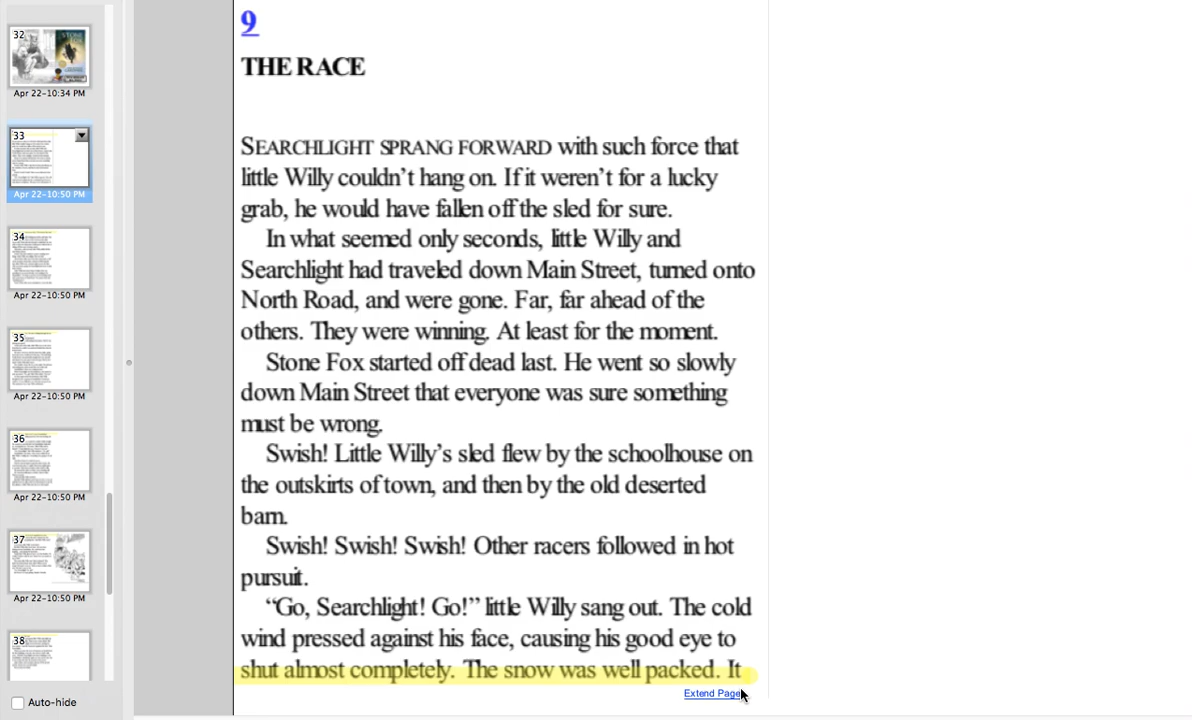 32
Apr 22-10:34 PM
33
Apr 22-10:50 PM
34
Apr 22-10:50 PM
35
Apr 22-10:50 PM
36
Apr 22-10:50 PM
37
Apr 22-10:50 PM
38
Auto-hide
9
THE RACE
SEARCHLIGHT SPRANG FORWARD with such force that
little Willy couldn't hang on. If it weren't for a lucky
grab, he would have fallen off the sled for sure.
In what seemed only seconds, little Willy and
Searchlight had traveled down Main Street, turned onto
North Road, and were gone. Far, far ahead of the
others. They were winning. At least for the moment.
Stone Fox started off dead last. He went so slowly
down Main Street that everyone was sure something
must be wrong.
Swish! Little Willy's sled flew by the schoolhouse on
the outskirts of town, and then by the old deserted
barn.
Swish! Swish! Swish! Other racers followed in hot
pursuit.
“Go, Searchlight! Go!” little Willy sang out. The cold
wind pressed against his face, causing his good eye to
shut almost completely. The snow was well packed. It
Extend Page